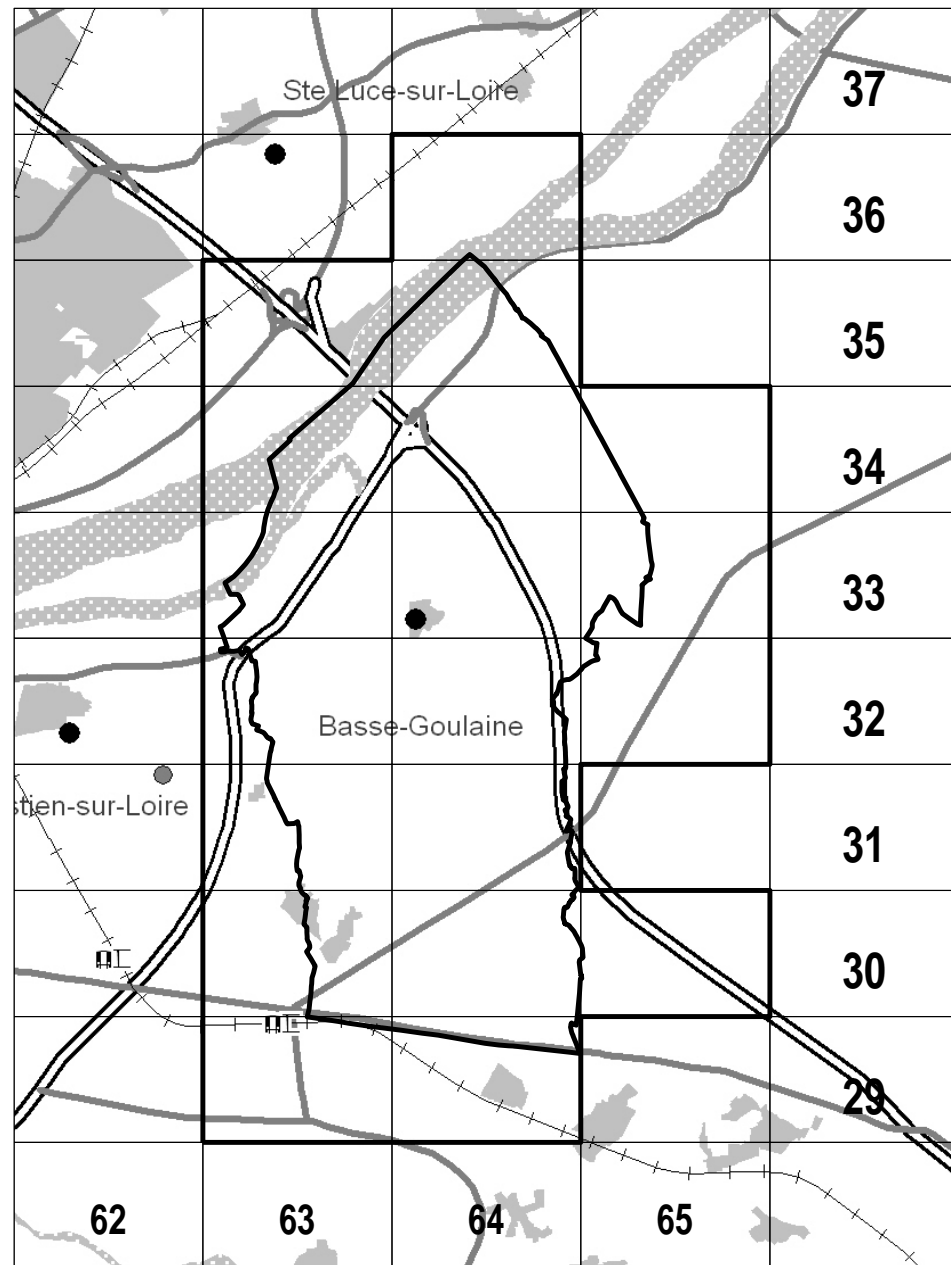 Ste Luce-sur-Loire
37
36
35
34
33
32
Basse-Goulaine
stien-sur-Loire
31
30
29
62 63 64 65